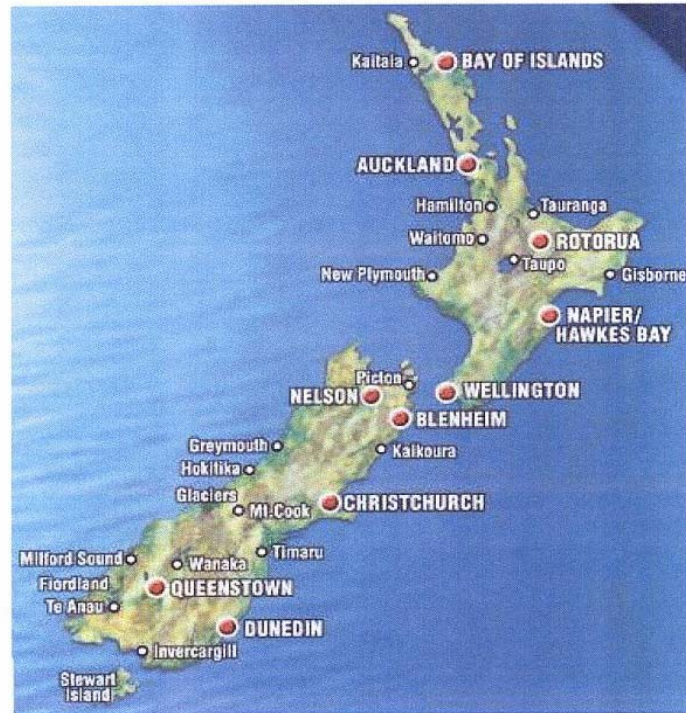 Kaitaia
BAY OF ISLANDS
AUCKLAND
Hamilton
Tauranga
Waitomo
ROTORUA
Taupo
New Plymouth
Gisborne
NAPIER/
HAWKES BAY
Picton
NELSON
WELLINGTON
BLENHEIM
Greymouth
Kaikoura
Hokitika
Glaciers
Mt.Cook
CHRISTCHURCH
Milford Sound
Wanaka
Timaru
Fiordland
QUEENSTOWN
Te Anau
DUNEDIN
Invercargill
Stewart
Island